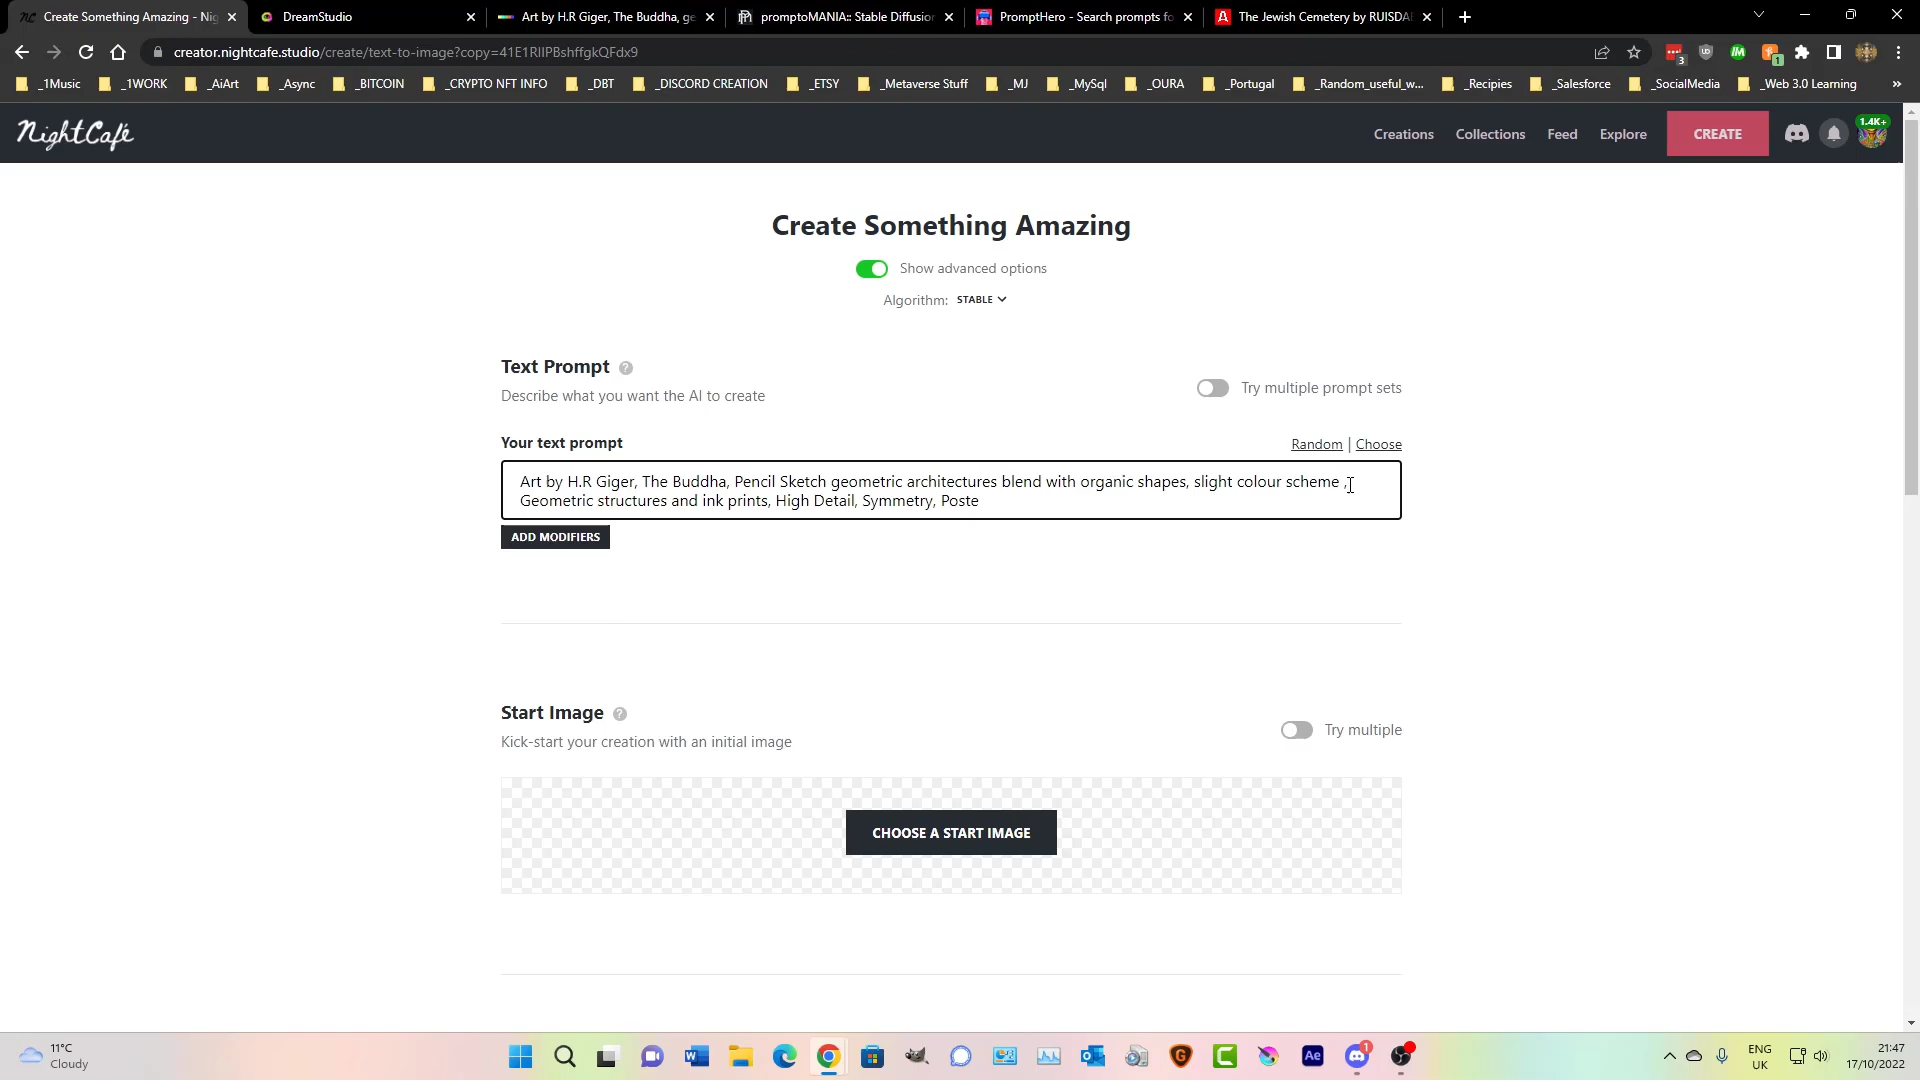 Create Something Amazing - Nig
DreamStudio
Art by H.R Giger, The Buddha, ge
promptoMANIA:: Stable Diffusion
PromptHero - Search prompts fo
The Jewish Cemetery by RUISDA
creator.nightcafe.studio/create/text-to-image?copy=41E1RIIPBshffgkQFdx9
3
1
_1Music
_1WORK
_AiArt
_Async
_BITCOIN
_CRYPTO NFT INFO
_DBT
_DISCORD CREATION
_ETSY
_Metaverse Stuff
_MJ
_MySql
_OURA
_Portugal
_Random_useful_w...
_Recipies
_Salesforce
_SocialMedia
_Web 3.0 Learning
»
NightCafé
Creations
Collections
Feed
Explore
CREATE
1.4K+
Create Something Amazing
Show advanced options
Algorithm: STABLE
Text Prompt ?
Describe what you want the AI to create
Try multiple prompt sets
Your text prompt
Random | Choose
Art by H.R Giger, The Buddha, Pencil Sketch geometric architectures blend with organic shapes, slight colour scheme ,
Geometric structures and ink prints, High Detail, Symmetry, Poste
ADD MODIFIERS
Start Image ?
Kick-start your creation with an initial image
Try multiple
CHOOSE A START IMAGE
11°C
Cloudy
Ae
1
ENG
UK
21:47
17/10/2022